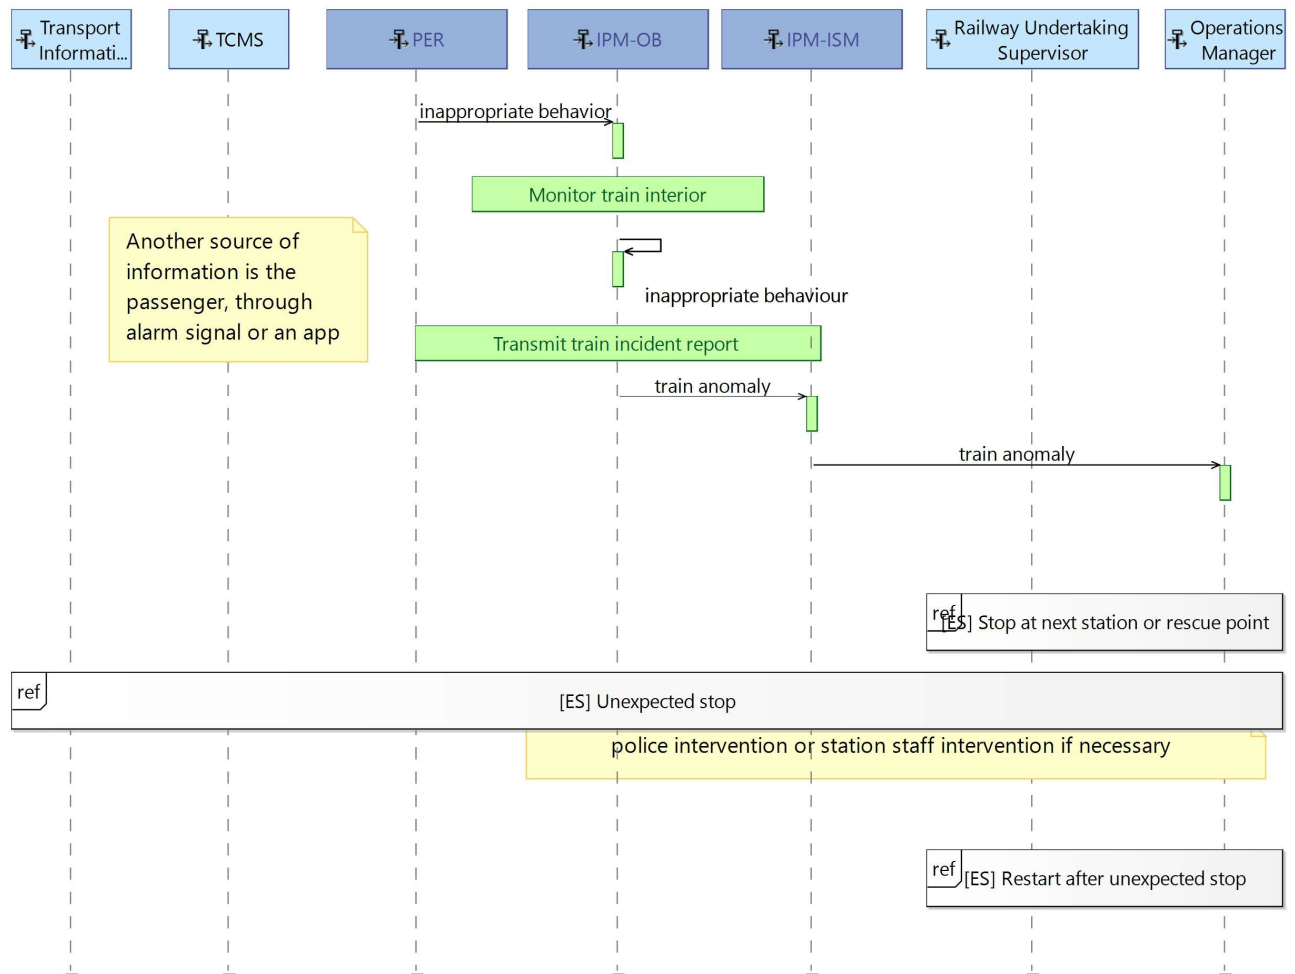 Transport
Informati...
TCMS
PER
IPM-OB
IPM-ISM
Railway Undertaking
Supervisor
Operations
Manager
inappropriate behavior
Monitor train interior
Another source of
information is the
passenger, through
alarm signal or an app
inappropriate behaviour
Transmit train incident report
train anomaly
train anomaly
ref
[ES] Stop at next station or rescue point
ref
[ES] Unexpected stop
police intervention or station staff intervention if necessary
ref
[ES] Restart after unexpected stop